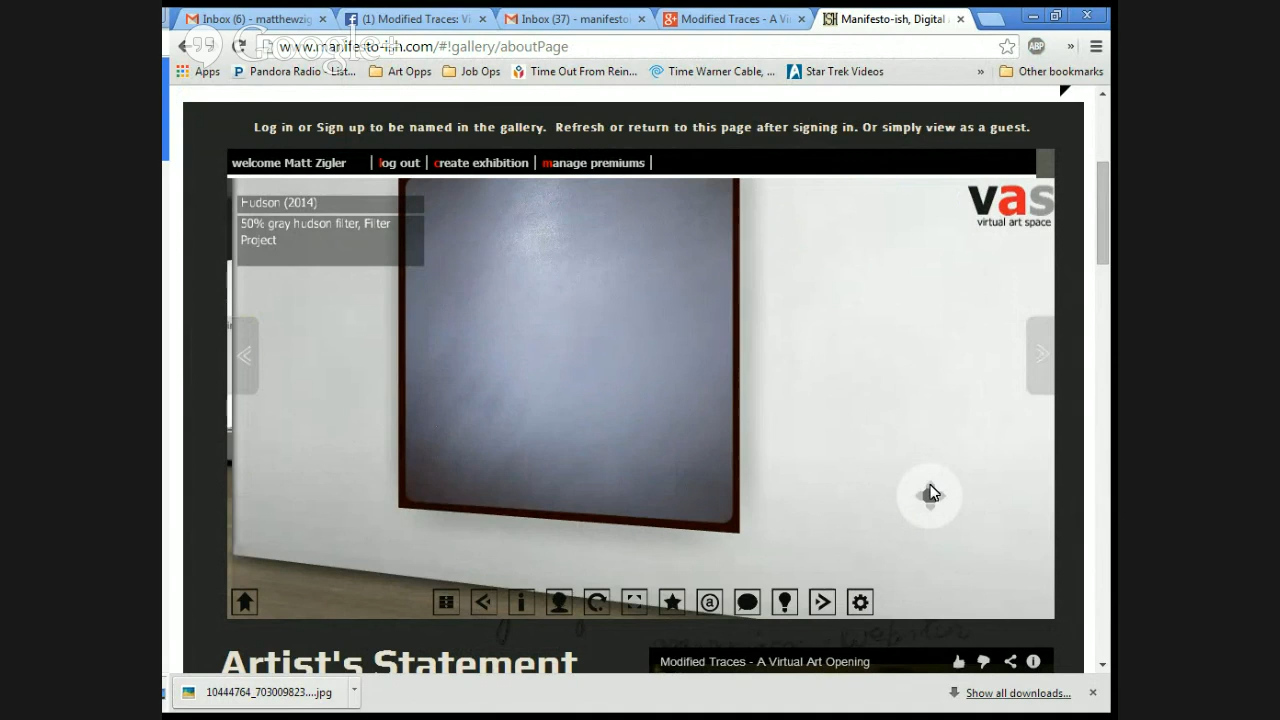 Inbox (6) - matthewzig
(1) Modified Traces: Vi
Inbox (37) - manifesto
Modified Traces - A Vi
Manifesto-ish, Digital
Google
www.manifesto-ish.com/#!gallery/aboutPage
ABP
»
Apps
Pandora Radio - List...
Art Opps
Job Ops
Time Out From Rein...
Time Warner Cable, ...
Star Trek Videos
»
Other bookmarks
Log in or Sign up to be named in the gallery. Refresh or return to this page after signing in. Or simply view as a guest.
welcome Matt Zigler | log out | create exhibition | manage premiums |
Hudson (2014)
50% gray hudson filter, Filter
Project
vas
virtual art space
Artist's Statement
Modified Traces - A Virtual Art Opening
10444764_703009823....jpg
Show all downloads...